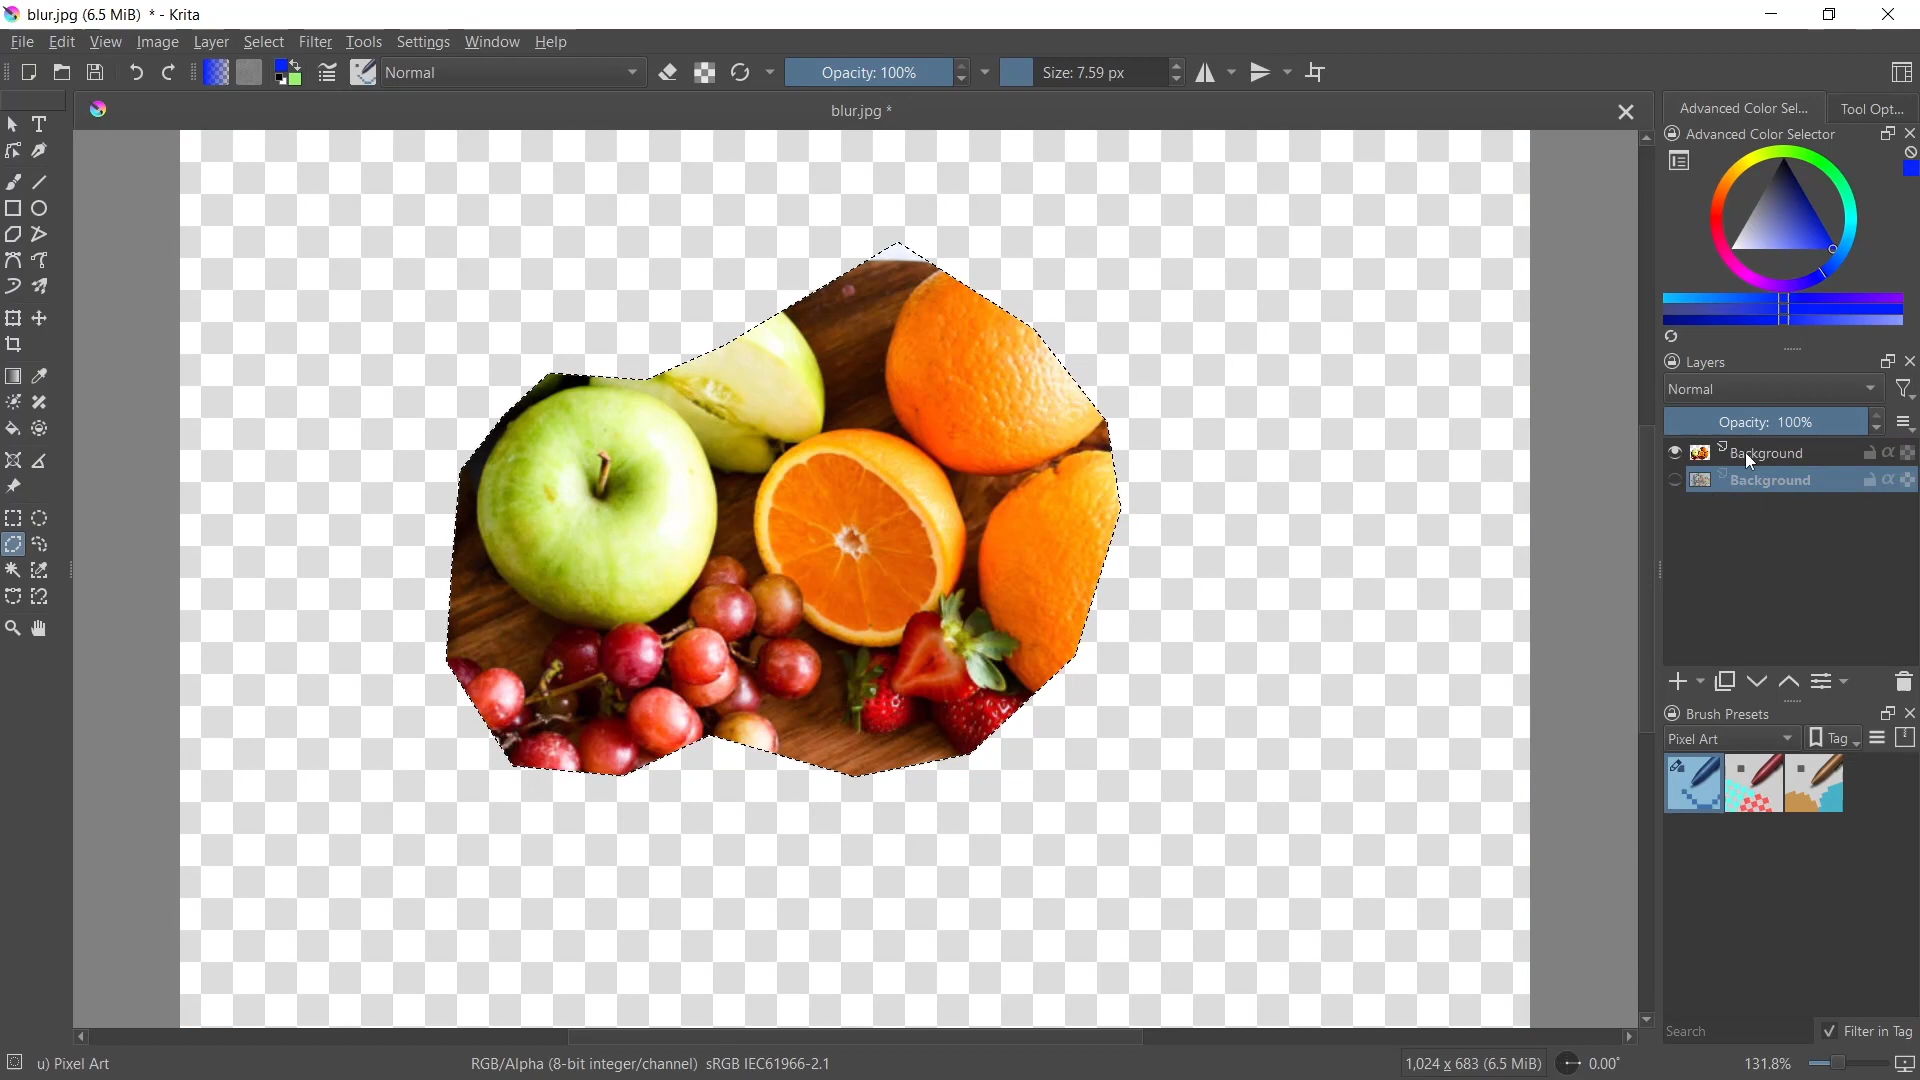 blur.jpg (6.5 MiB) * - Krita
File Edit View Image Layer Select Filter Tools Settings Window Help
Normal Opacity: 100% Size: 7.59 px
blur.jpg *
Advanced Color Sel... Tool Opt...
Advanced Color Selector
Layers
Normal
Opacity: 100%
Background
Background
Brush Presets
Pixel Art Tag
Search Filter in Tag
u) Pixel Art RGB/Alpha (8-bit integer/channel) sRGB IEC61966-2.1 1,024 x 683 (6.5 MiB) 0.00° 131.8%